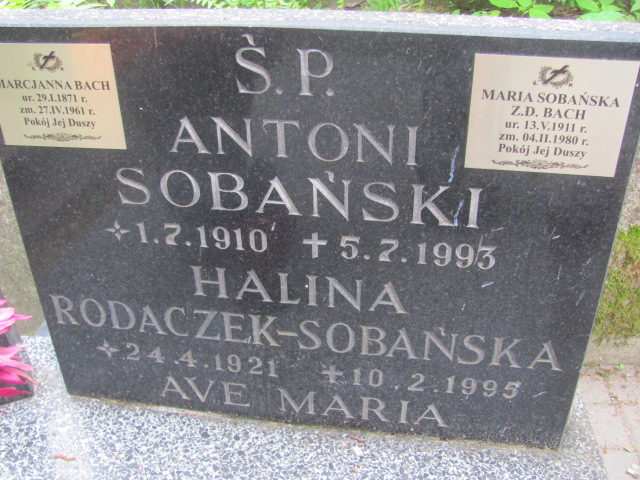 MARCJANNA BACH
ur. 29.I.1871 r.
zm. 27.IV.1961 r.
Pokój Jej Duszy
Ś.P.
ANTONI
SOBAŃSKI
1.7.1910 5.7.1993
HALINA
RODACZEK-SOBAŃSKA
24.4.1921 10.2.1995
AVE MARIA
MARIA SOBAŃSKA
Z.D. BACH
ur. 13.V.1911 r.
zm. 04.II.1980 r.
Pokój Jej Duszy